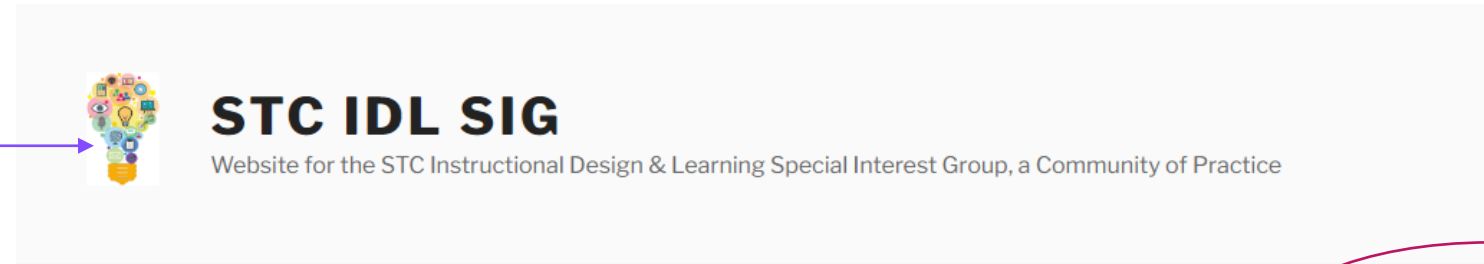 STC IDL SIG
Website for the STC Instructional Design & Learning Special Interest Group, a Community of Practice